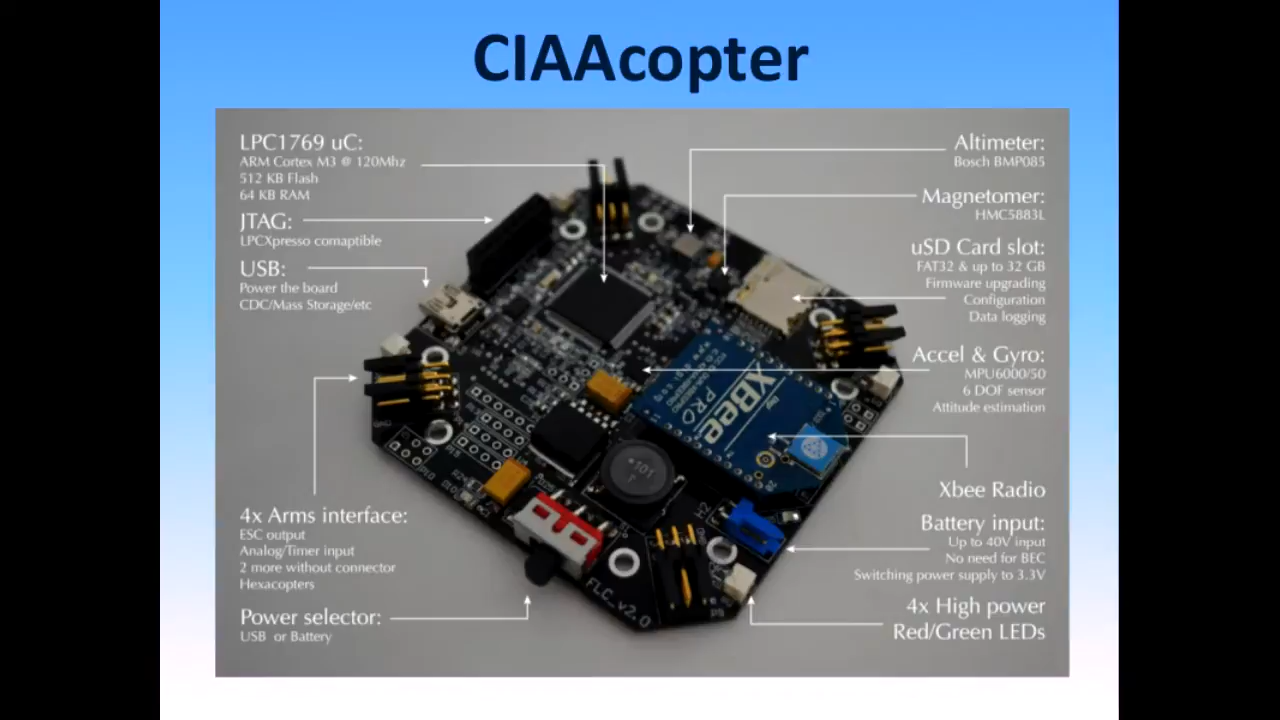 CIAAcopter
LPC1769 uC:
ARM Cortex M3 @ 120Mhz
512 KB Flash
64 KB RAM
JTAG:
LPCXpresso comaptible
USB:
Power the board
CDC/Mass Storage/etc
4x Arms interface:
ESC output
Analog/Timer input
2 more without connector
Hexacopters
Power selector:
USB or Battery
Altimeter:
Bosch BMP085
Magnetomer:
HMC5883L
uSD Card slot:
FAT32 & up to 32 GB
Firmware upgrading
Configuration
Data logging
Accel & Gyro:
MPU6000/50
6 DOF sensor
Attitude estimation
Xbee Radio
Battery input:
Up to 40V input
No need for BEC
Switching power supply to 3.3V
4x High power
Red/Green LEDs
XBee
PRO
101
FLC_v2.0